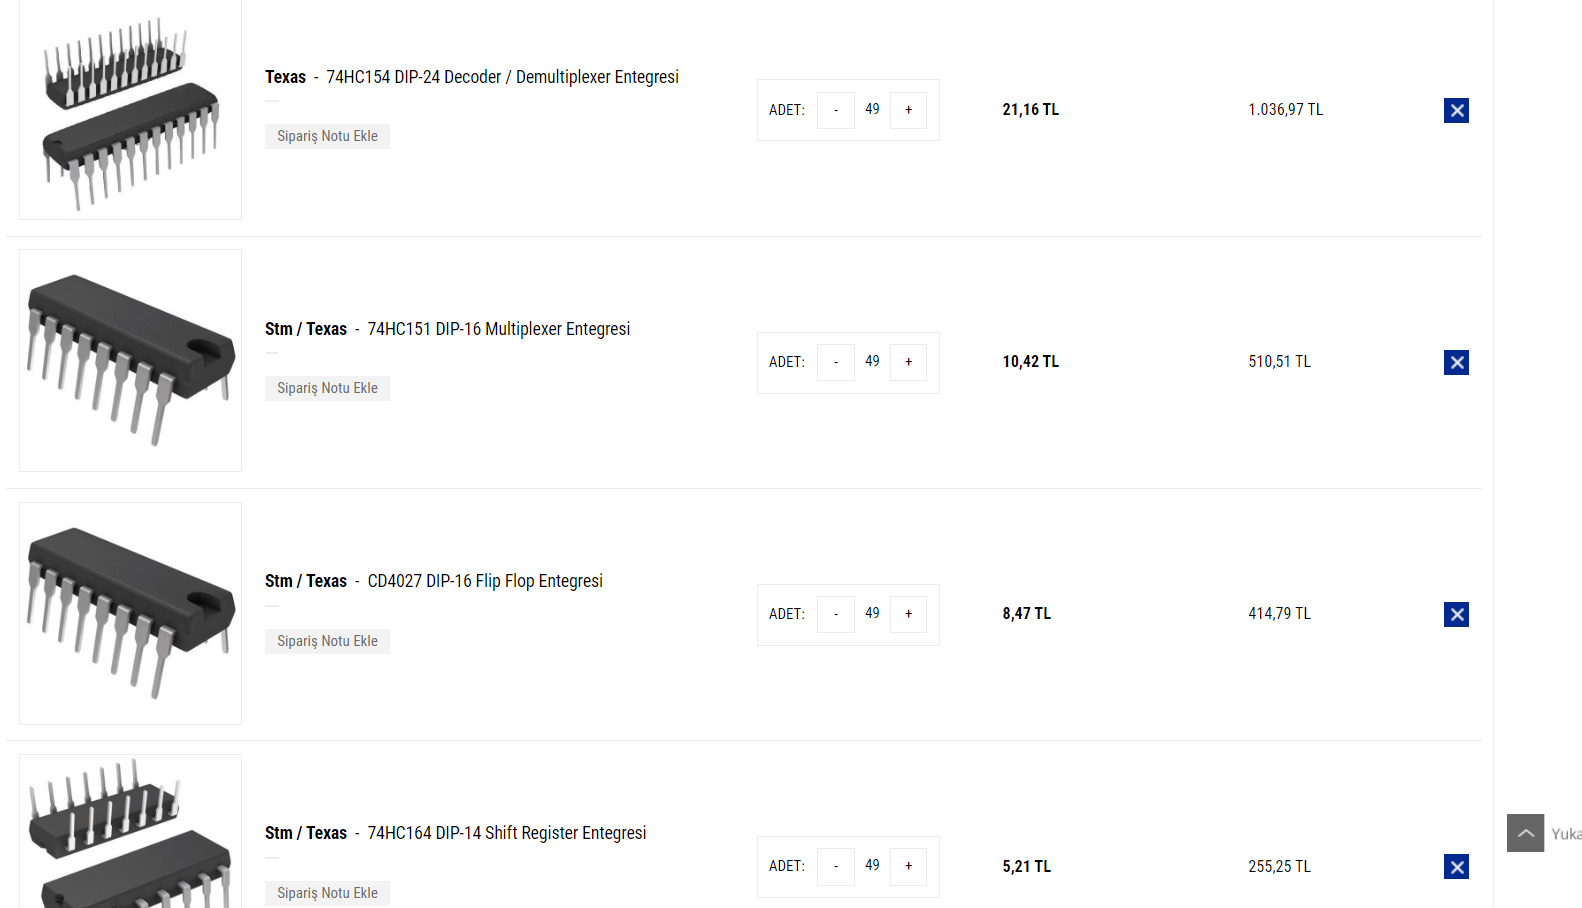 Texas - 74HC154 DIP-24 Decoder / Demultiplexer Entegresi
Sipariş Notu Ekle
ADET: - 49 +
21,16 TL
1.036,97 TL
Stm / Texas - 74HC151 DIP-16 Multiplexer Entegresi
Sipariş Notu Ekle
ADET: - 49 +
10,42 TL
510,51 TL
Stm / Texas - CD4027 DIP-16 Flip Flop Entegresi
Sipariş Notu Ekle
ADET: - 49 +
8,47 TL
414,79 TL
Stm / Texas - 74HC164 DIP-14 Shift Register Entegresi
Sipariş Notu Ekle
ADET: - 49 +
5,21 TL
255,25 TL
Yuka